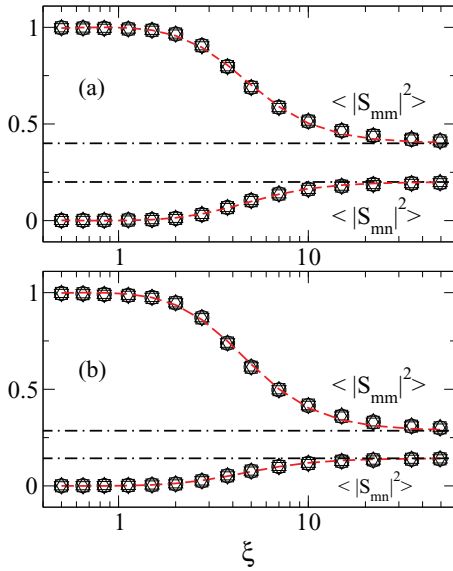 1
(a)
< |S_mm|^2 >
0.5
< |S_mn|^2 >
0
1 10
1
(b)
< |S_mm|^2 >
0.5
< |S_mn|^2 >
0
1 10
ξ